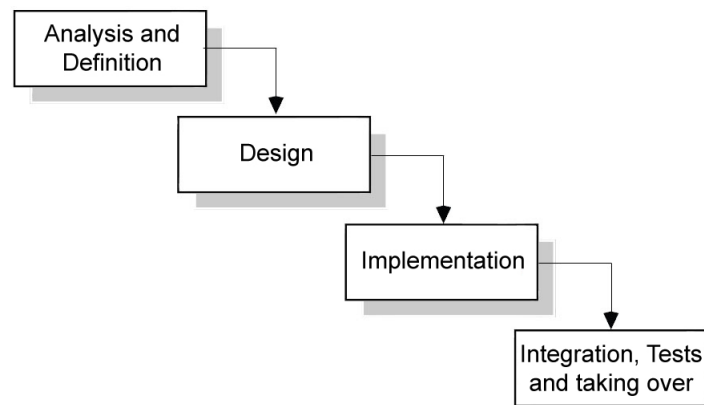 Analysis and
Definition
Design
Implementation
Integration, Tests
and taking over